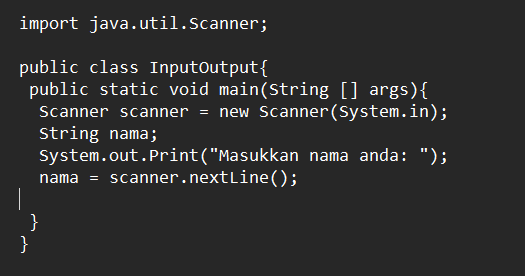 import java.util.Scanner;
public class InputOutput{
public static void main(String [] args){
Scanner scanner = new Scanner(System.in);
String nama;
System.out.Print("Masukkan nama anda: ");
nama = scanner.nextLine();
}
}